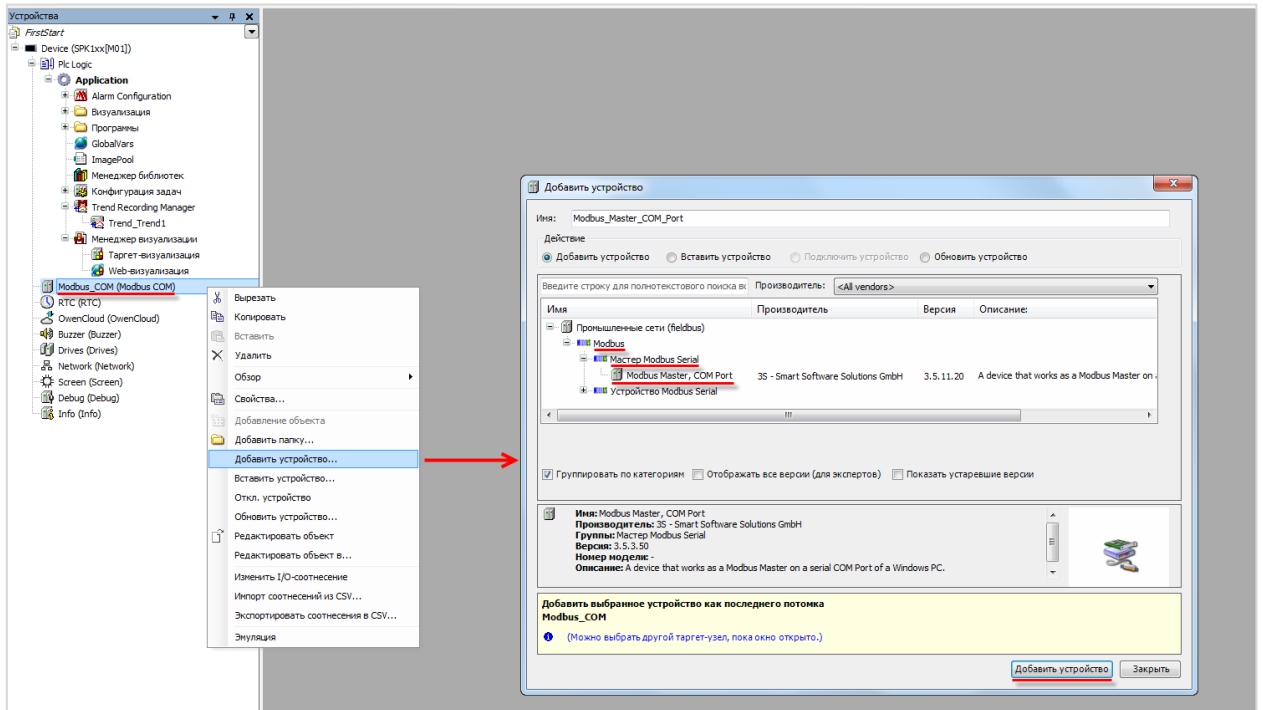 Устройства
FirstStart
Device (SPK1xx[M01])
Plc Logic
Application
Alarm Configuration
Визуализация
Программы
GlobalVars
ImagePool
Менеджер библиотек
Конфигурация задач
Trend Recording Manager
Trend_Trend1
Менеджер визуализации
Таргет-визуализация
Web-визуализация
Modbus_COM (Modbus COM)
RTC (RTC)
OwenCloud (OwenCloud)
Buzzer (Buzzer)
Drives (Drives)
Network (Network)
Screen (Screen)
Debug (Debug)
Info (Info)
Вырезать
Копировать
Вставить
Удалить
Обзор
Свойства...
Добавление объекта
Добавить папку...
Добавить устройство...
Вставить устройство...
Откл. устройство
Обновить устройство...
Редактировать объект
Редактировать объект в...
Изменить I/O-соотнесение
Импорт соотнесений из CSV...
Экспортировать соотнесения в CSV...
Эмуляция
Добавить устройство
Имя: Modbus_Master_COM_Port
Действие
Добавить устройство Вставить устройство Подключить устройство Обновить устройство
Введите строку для полнотекстового поиска во Производитель: <All vendors>
Имя Производитель Версия Описание:
Промышленные сети (fieldbus)
Modbus
Мастер Modbus Serial
Modbus Master, COM Port 3S - Smart Software Solutions GmbH 3.5.11.20 A device that works as a Modbus Master on
Устройство Modbus Serial
Группировать по категориям Отображать все версии (для экспертов) Показать устаревшие версии
Имя: Modbus Master, COM Port
Производитель: 3S - Smart Software Solutions GmbH
Группы: Мастер Modbus Serial
Версия: 3.5.3.50
Номер модели: -
Описание: A device that works as a Modbus Master on a serial COM Port of a Windows PC.
Добавить выбранное устройство как последнего потомка
Modbus_COM
(Можно выбрать другой таргет-узел, пока окно открыто.)
Добавить устройство Закрыть